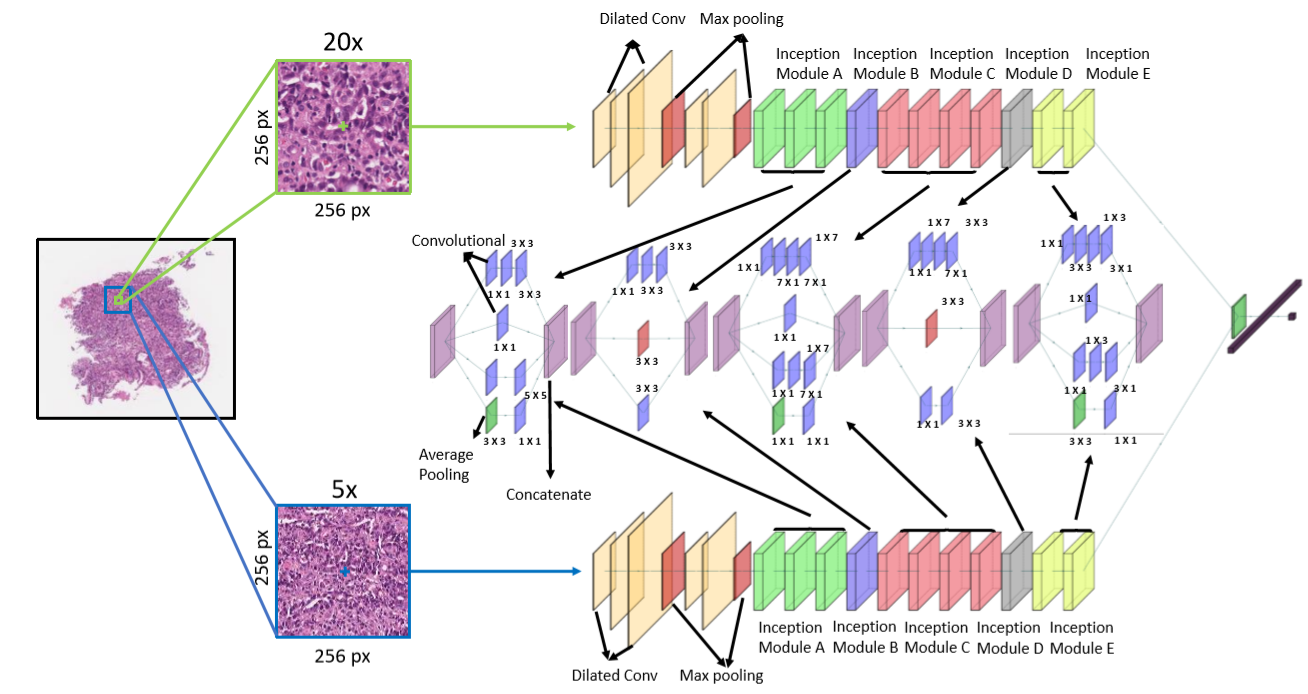 Dilated Conv
Max pooling
20x
256 px
256 px
Inception
Module A
Inception
Module B
Inception
Module C
Inception
Module D
Inception
Module E
Convolutional
3 X 3
1 X 1
3 X 3
1 X 1
5 X 5
3 X 3
1 X 1
Average
Pooling
Concatenate
3 X 3
1 X 1
3 X 3
3 X 3
3 X 3
1 X 7
1 X 1
7 X 1
7 X 1
1 X 1
1 X 7
1 X 1
7 X 1
1 X 1
1 X 1
1 X 7
3 X 3
1 X 1
7 X 1
3 X 3
1 X 1
3 X 3
1 X 3
1 X 1
3 X 3
3 X 1
1 X 1
1 X 3
1 X 1
3 X 1
3 X 3
1 X 1
5x
256 px
256 px
Inception
Module A
Inception
Module B
Inception
Module C
Inception
Module D
Inception
Module E
Dilated Conv
Max pooling